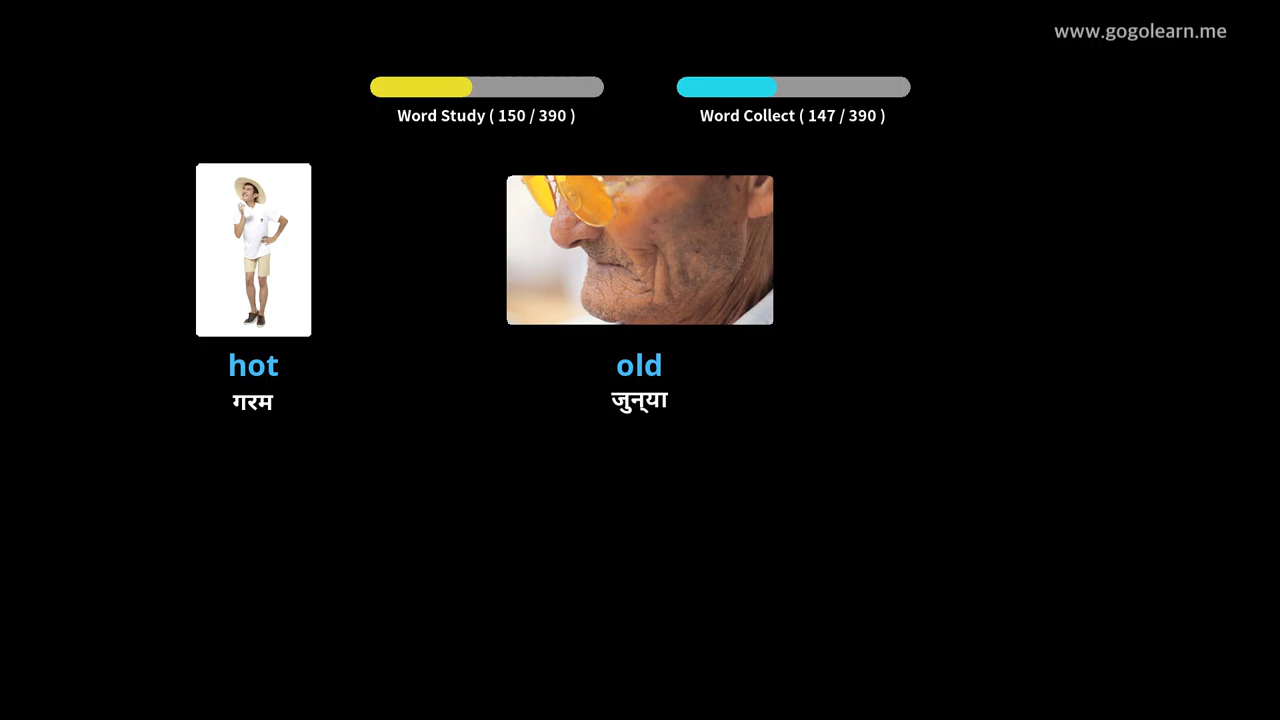 www.gogolearn.me
Word Study ( 150 / 390 )
Word Collect ( 147 / 390 )
hot
old
गरम
जुन्या